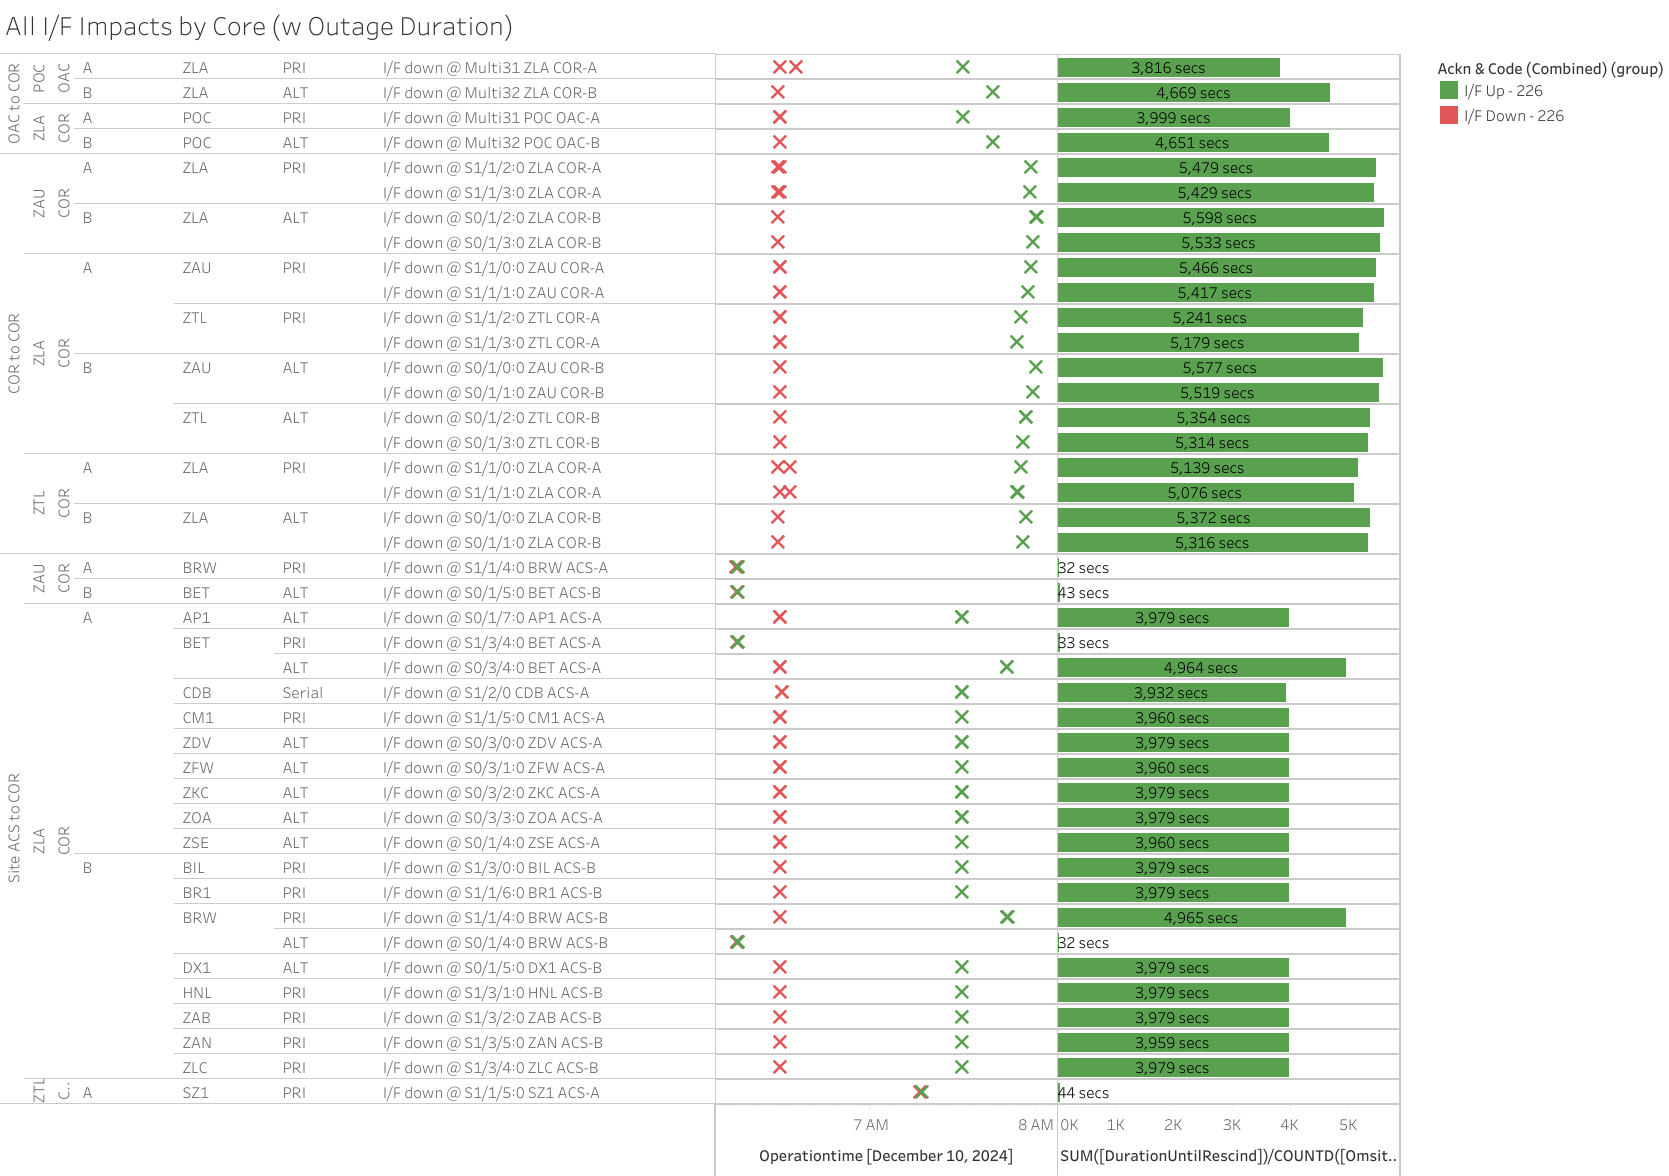 All I/F Impacts by Core (w Outage Duration)
Ackn & Code (Combined) (group)
I/F Up - 226
I/F Down - 226
OAC to COR
POC OAC
A ZLA PRI I/F down @ Multi31 ZLA COR-A 3,816 secs
B ZLA ALT I/F down @ Multi32 ZLA COR-B 4,669 secs
ZLA COR
A POC PRI I/F down @ Multi31 POC OAC-A 3,999 secs
B POC ALT I/F down @ Multi32 POC OAC-B 4,651 secs
COR to COR
ZAU COR
A ZLA PRI I/F down @ S1/1/2:0 ZLA COR-A 5,479 secs
I/F down @ S1/1/3:0 ZLA COR-A 5,429 secs
B ZLA ALT I/F down @ S0/1/2:0 ZLA COR-B 5,598 secs
I/F down @ S0/1/3:0 ZLA COR-B 5,533 secs
ZLA COR
A ZAU PRI I/F down @ S1/1/0:0 ZAU COR-A 5,466 secs
I/F down @ S1/1/1:0 ZAU COR-A 5,417 secs
ZTL PRI I/F down @ S1/1/2:0 ZTL COR-A 5,241 secs
I/F down @ S1/1/3:0 ZTL COR-A 5,179 secs
B ZAU ALT I/F down @ S0/1/0:0 ZAU COR-B 5,577 secs
I/F down @ S0/1/1:0 ZAU COR-B 5,519 secs
ZTL ALT I/F down @ S0/1/2:0 ZTL COR-B 5,354 secs
I/F down @ S0/1/3:0 ZTL COR-B 5,314 secs
ZTL COR
A ZLA PRI I/F down @ S1/1/0:0 ZLA COR-A 5,139 secs
I/F down @ S1/1/1:0 ZLA COR-A 5,076 secs
B ZLA ALT I/F down @ S0/1/0:0 ZLA COR-B 5,372 secs
I/F down @ S0/1/1:0 ZLA COR-B 5,316 secs
Site ACS to COR
ZAU COR
A BRW PRI I/F down @ S1/1/4:0 BRW ACS-A 32 secs
B BET ALT I/F down @ S0/1/5:0 BET ACS-B 43 secs
ZLA COR
A AP1 ALT I/F down @ S0/1/7:0 AP1 ACS-A 3,979 secs
BET PRI I/F down @ S1/3/4:0 BET ACS-A 33 secs
ALT I/F down @ S0/3/4:0 BET ACS-A 4,964 secs
CDB Serial I/F down @ S1/2/0 CDB ACS-A 3,932 secs
CM1 PRI I/F down @ S1/1/5:0 CM1 ACS-A 3,960 secs
ZDV ALT I/F down @ S0/3/0:0 ZDV ACS-A 3,979 secs
ZFW ALT I/F down @ S0/3/1:0 ZFW ACS-A 3,960 secs
ZKC ALT I/F down @ S0/3/2:0 ZKC ACS-A 3,979 secs
ZOA ALT I/F down @ S0/3/3:0 ZOA ACS-A 3,979 secs
ZSE ALT I/F down @ S0/1/4:0 ZSE ACS-A 3,960 secs
B BIL PRI I/F down @ S1/3/0:0 BIL ACS-B 3,979 secs
BR1 PRI I/F down @ S1/1/6:0 BR1 ACS-B 3,979 secs
BRW PRI I/F down @ S1/1/4:0 BRW ACS-B 4,965 secs
ALT I/F down @ S0/1/4:0 BRW ACS-B 32 secs
DX1 ALT I/F down @ S0/1/5:0 DX1 ACS-B 3,979 secs
HNL PRI I/F down @ S1/3/1:0 HNL ACS-B 3,979 secs
ZAB PRI I/F down @ S1/3/2:0 ZAB ACS-B 3,979 secs
ZAN PRI I/F down @ S1/3/5:0 ZAN ACS-B 3,959 secs
ZLC PRI I/F down @ S1/3/4:0 ZLC ACS-B 3,979 secs
ZTL C..
A SZ1 PRI I/F down @ S1/1/5:0 SZ1 ACS-A 44 secs
7 AM 8 AM 0K 1K 2K 3K 4K 5K
Operationtime [December 10, 2024] SUM([DurationUntilRescind])/COUNTD([Omsit..